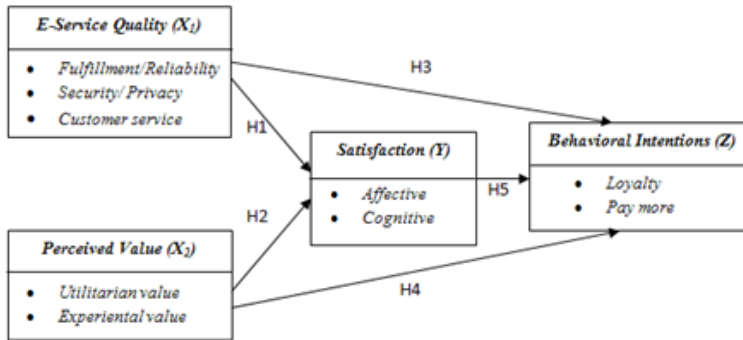 E-Service Quality (X1)
• Fulfillment/Reliability
• Security/ Privacy
• Customer service
H3
H1
Satisfaction (Y)
• Affective
• Cognitive
H5
Behavioral Intentions (Z)
• Loyalty
• Pay more
H2
Perceived Value (X2)
• Utilitarian value
• Experiental value
H4